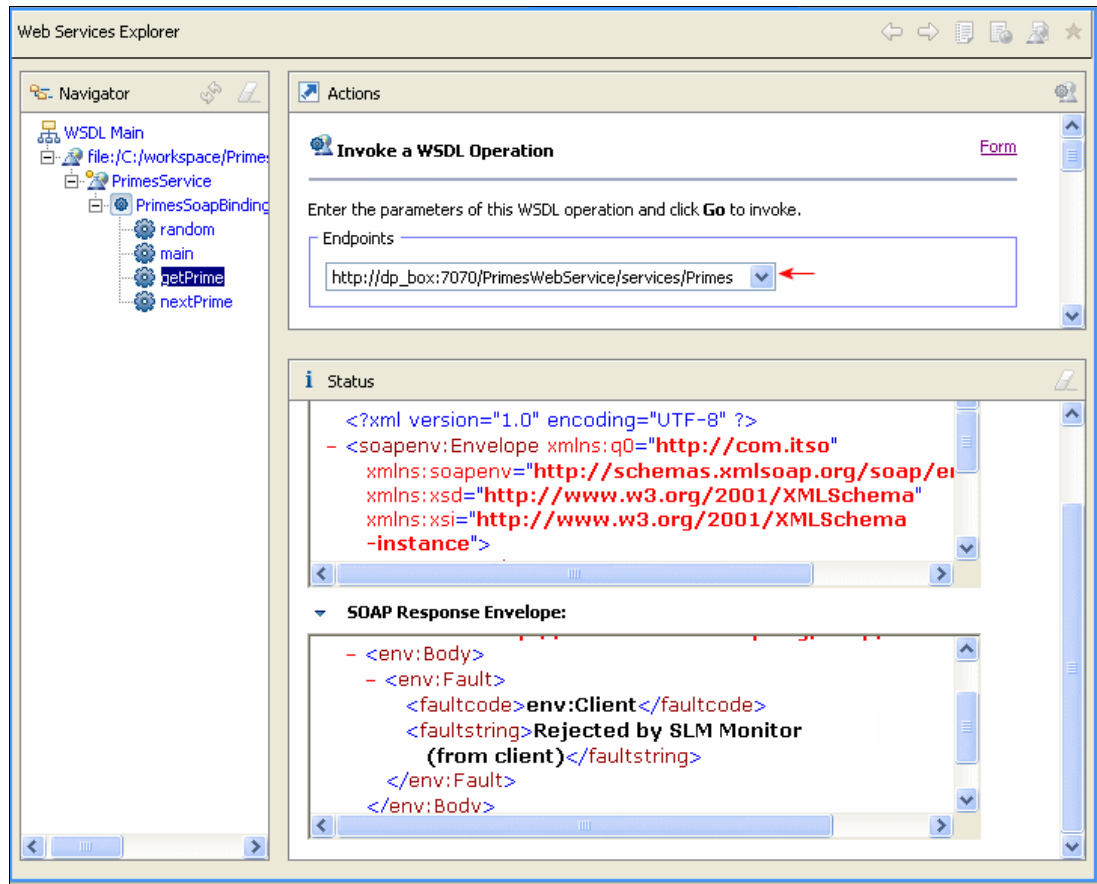 Web Services Explorer
Navigator
WSDL Main
file:/C:/workspace/Primes
PrimesService
PrimesSoapBinding
random
main
getPrime
nextPrime
Actions
Invoke a WSDL Operation
Form
Enter the parameters of this WSDL operation and click Go to invoke.
Endpoints
http://dp_box:7070/PrimesWebService/services/Primes
i Status
<?xml version="1.0" encoding="UTF-8" ?>
- <soapenv:Envelope xmlns:q0="http://com.itso"
xmlns:soapenv="http://schemas.xmlsoap.org/soap/en
xmlns:xsd="http://www.w3.org/2001/XMLSchema"
xmlns:xsi="http://www.w3.org/2001/XMLSchema
-instance">
SOAP Response Envelope:
- <env:Body>
- <env:Fault>
<faultcode>env:Client</faultcode>
<faultstring>Rejected by SLM Monitor
(from client)</faultstring>
</env:Fault>
</env:Body>